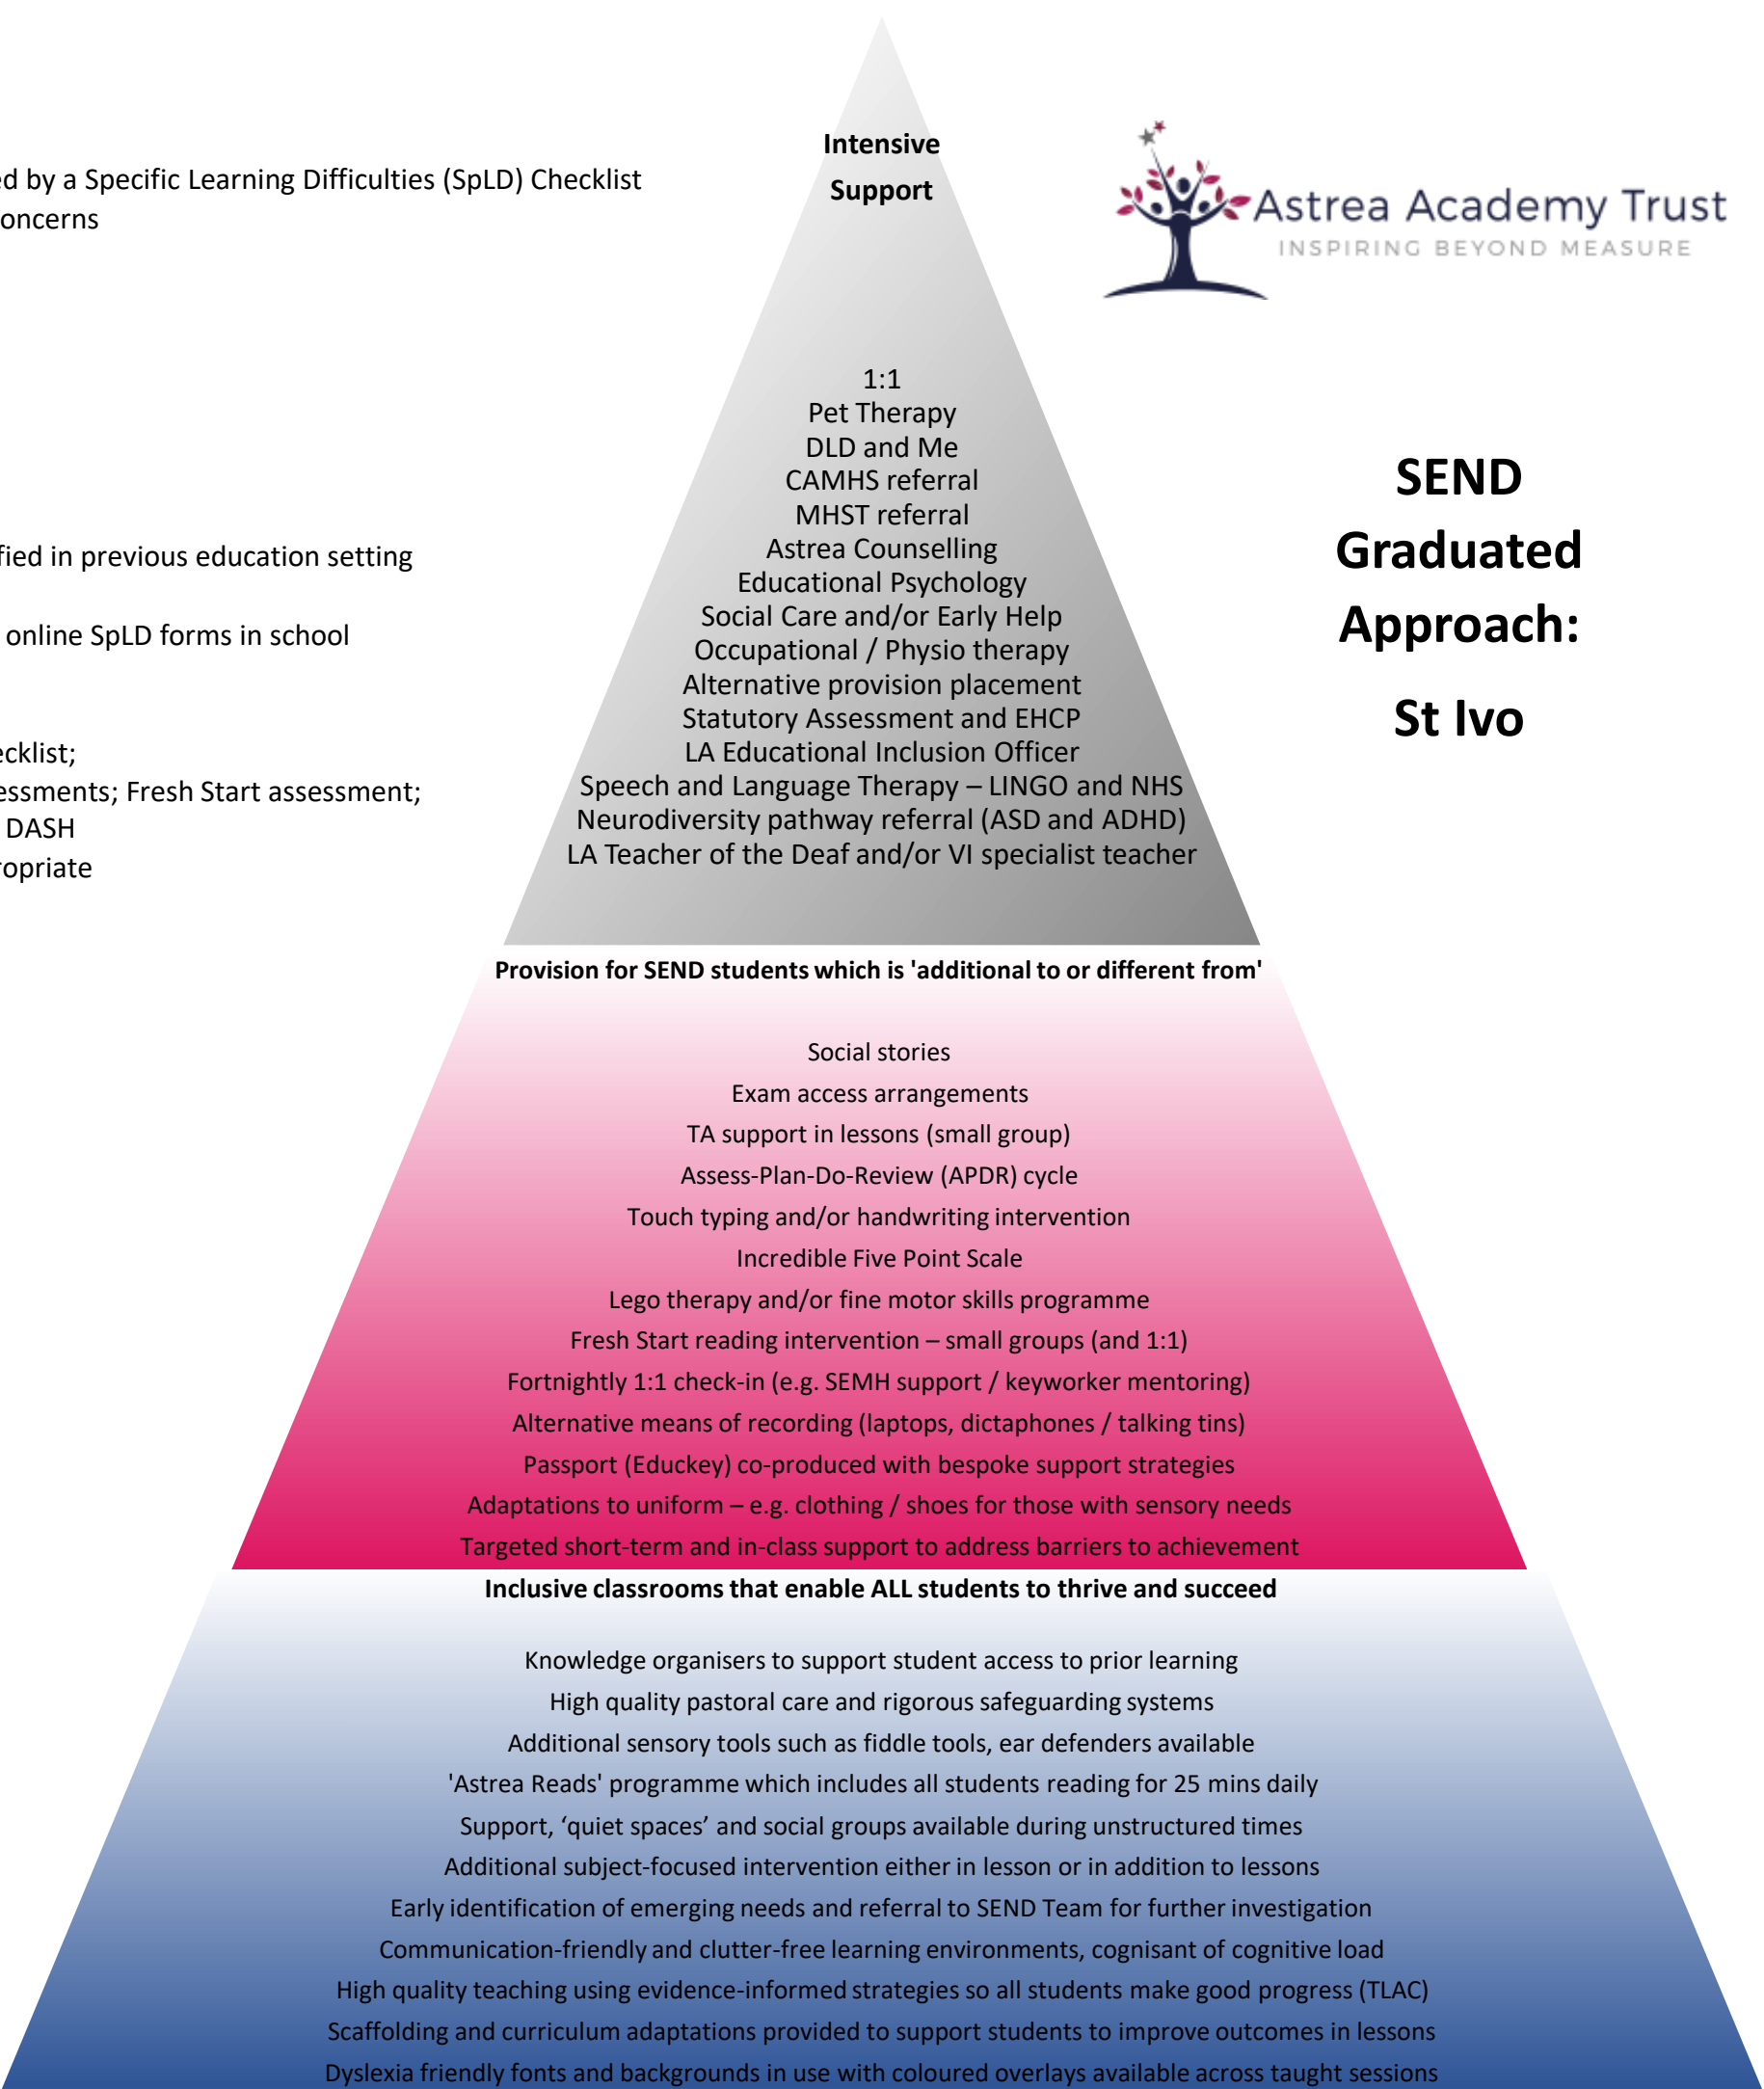 ed by a Specific Learning Difficulties (SpLD) Checklist
oncerns
fied in previous education setting
online SpLD forms in school
ecklist;
essments; Fresh Start assessment;
DASH
ropriate
Intensive
Support
1:1
Pet Therapy
DLD and Me
CAMHS referral
MHST referral
Astrea Counselling
Educational Psychology
Social Care and/or Early Help
Occupational / Physio therapy
Alternative provision placement
Statutory Assessment and EHCP
LA Educational Inclusion Officer
Speech and Language Therapy – LINGO and NHS
Neurodiversity pathway referral (ASD and ADHD)
LA Teacher of the Deaf and/or VI specialist teacher
Astrea Academy Trust
INSPIRING BEYOND MEASURE
SEND
Graduated
Approach:
St Ivo
Provision for SEND students which is 'additional to or different from'
Social stories
Exam access arrangements
TA support in lessons (small group)
Assess-Plan-Do-Review (APDR) cycle
Touch typing and/or handwriting intervention
Incredible Five Point Scale
Lego therapy and/or fine motor skills programme
Fresh Start reading intervention – small groups (and 1:1)
Fortnightly 1:1 check-in (e.g. SEMH support / keyworker mentoring)
Alternative means of recording (laptops, dictaphones / talking tins)
Passport (Educkey) co-produced with bespoke support strategies
Adaptations to uniform – e.g. clothing / shoes for those with sensory needs
Targeted short-term and in-class support to address barriers to achievement
Inclusive classrooms that enable ALL students to thrive and succeed
Knowledge organisers to support student access to prior learning
High quality pastoral care and rigorous safeguarding systems
Additional sensory tools such as fiddle tools, ear defenders available
'Astrea Reads' programme which includes all students reading for 25 mins daily
Support, ‘quiet spaces’ and social groups available during unstructured times
Additional subject-focused intervention either in lesson or in addition to lessons
Early identification of emerging needs and referral to SEND Team for further investigation
Communication-friendly and clutter-free learning environments, cognisant of cognitive load
High quality teaching using evidence-informed strategies so all students make good progress (TLAC)
Scaffolding and curriculum adaptations provided to support students to improve outcomes in lessons
Dyslexia friendly fonts and backgrounds in use with coloured overlays available across taught sessions